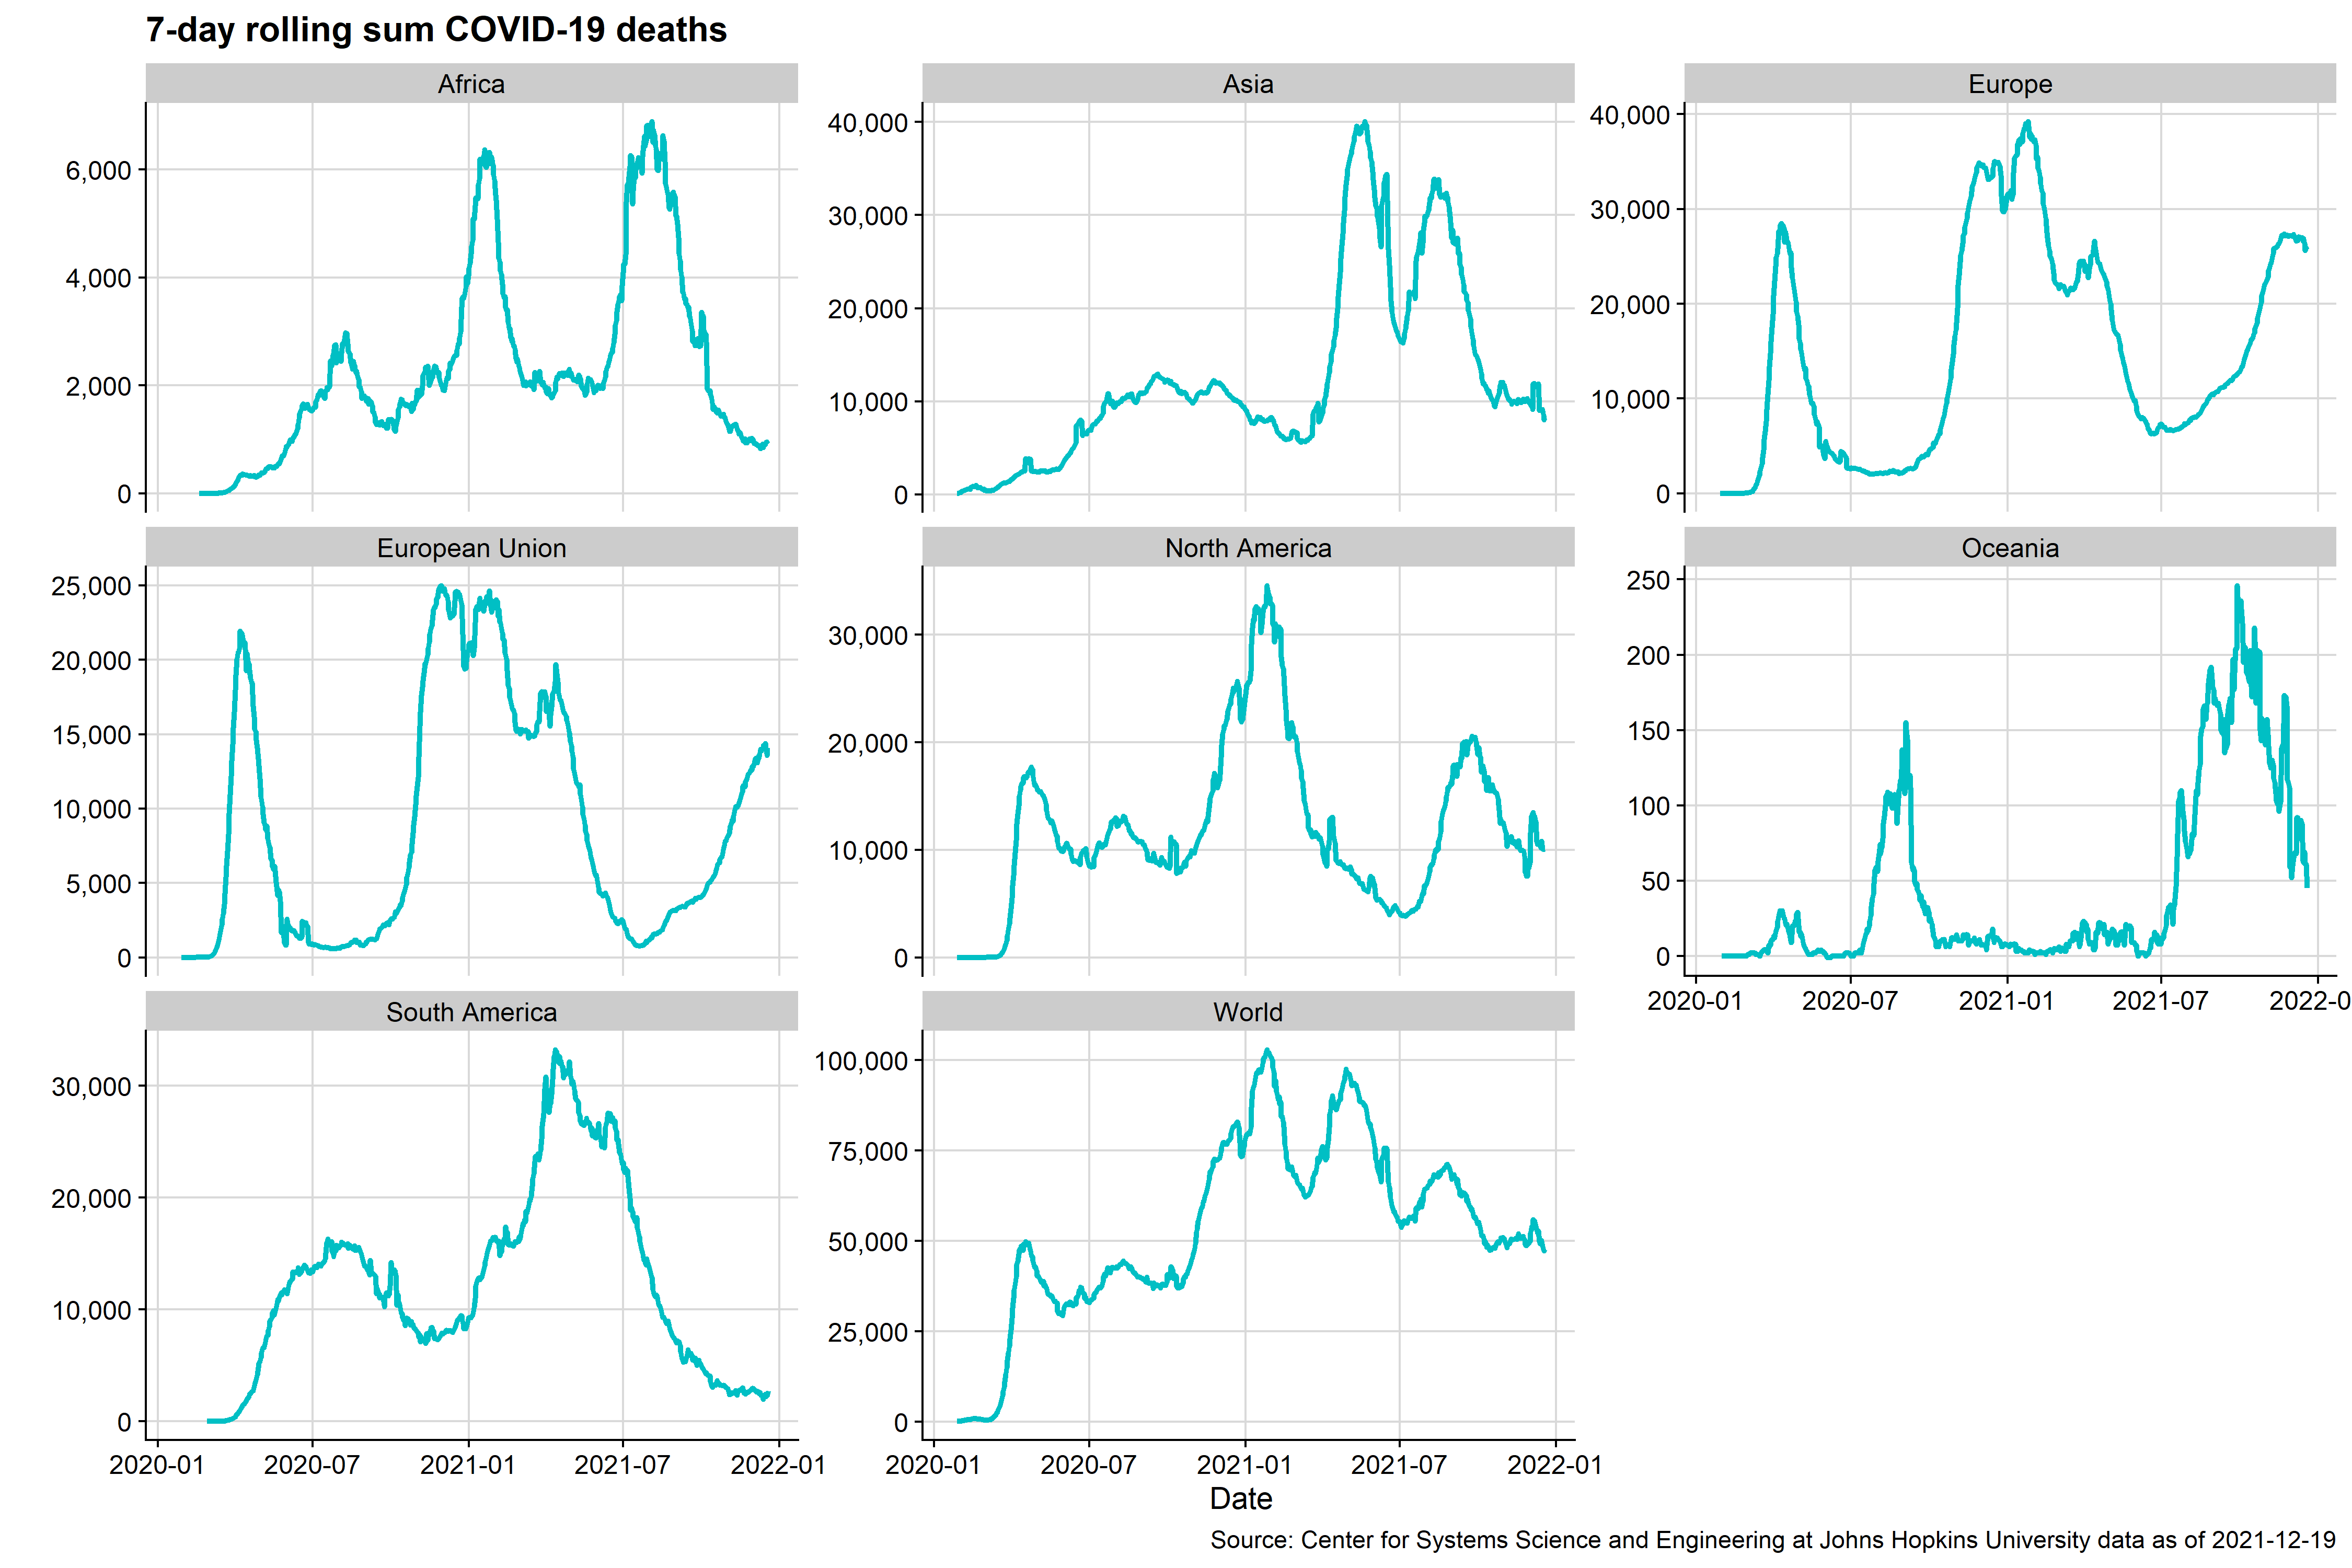 7-day rolling sum COVID-19 deaths
Africa
6,000
4,000
2,000
0
Asia
40,000
30,000
20,000
10,000
0
Europe
40,000
30,000
20,000
10,000
0
European Union
25,000
20,000
15,000
10,000
5,000
0
North America
30,000
20,000
10,000
0
Oceania
250
200
150
100
50
0
2020-01 2020-07 2021-01 2021-07 2022-0
South America
30,000
20,000
10,000
0
2020-01 2020-07 2021-01 2021-07 2022-01
World
100,000
75,000
50,000
25,000
0
2020-01 2020-07 2021-01 2021-07 2022-01
Date
Source: Center for Systems Science and Engineering at Johns Hopkins University data as of 2021-12-19